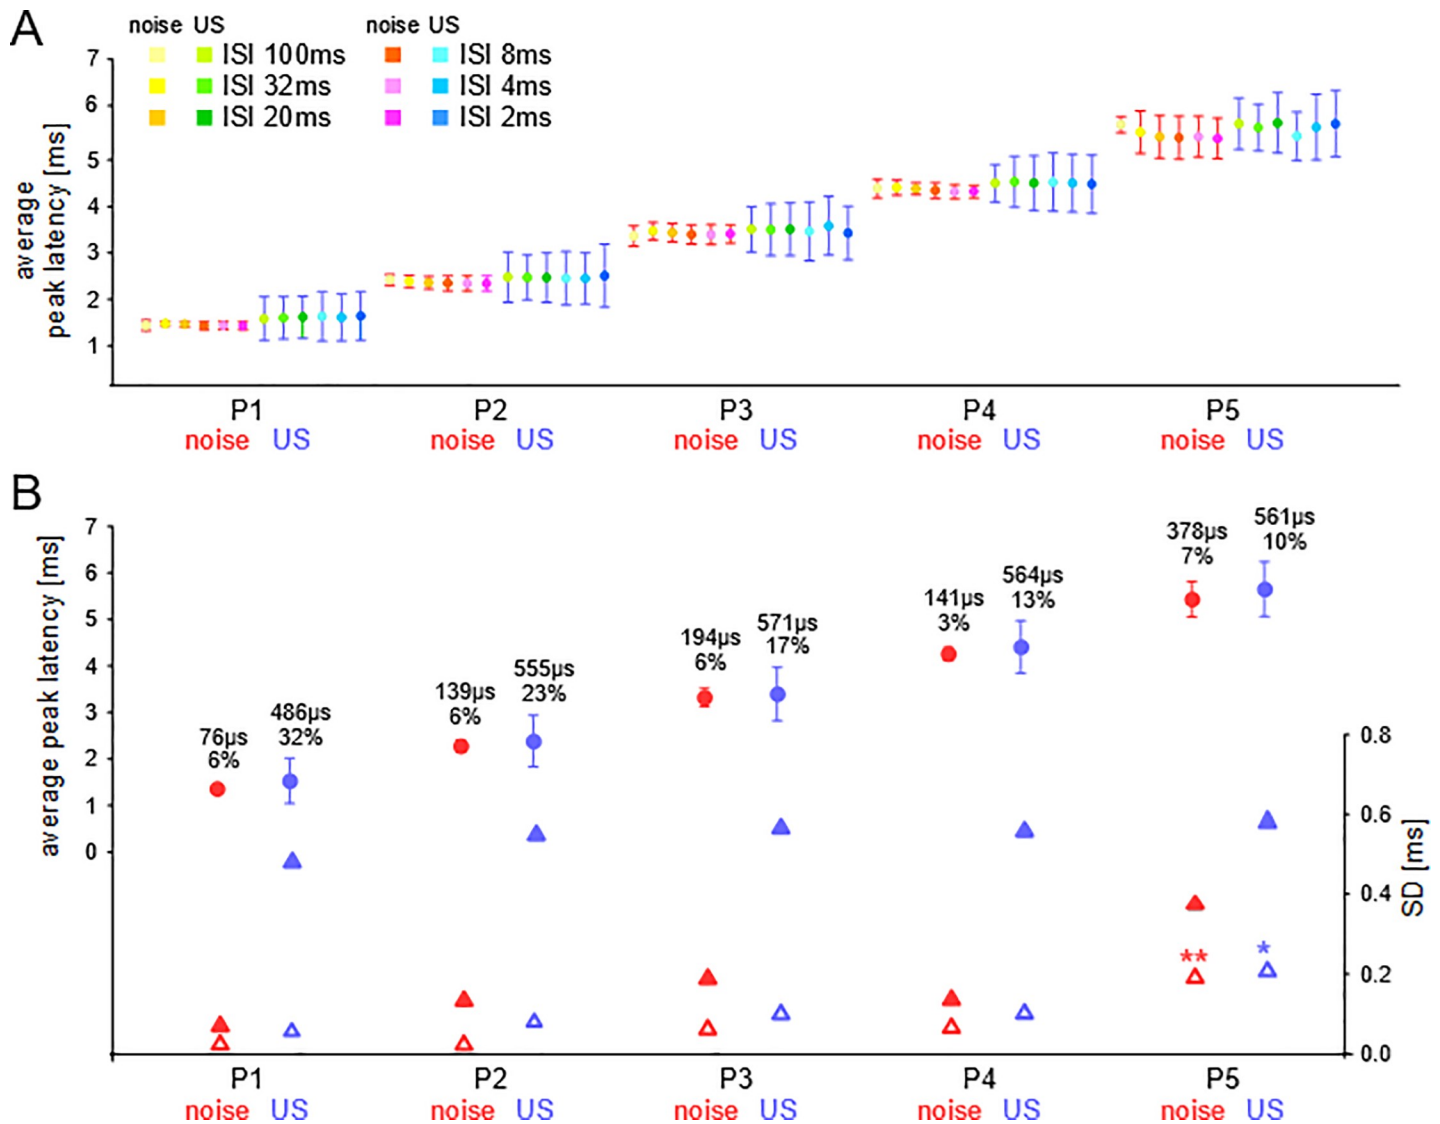 A
noise US noise US
ISI 100ms ISI 8ms
ISI 32ms ISI 4ms
ISI 20ms ISI 2ms
7
6
5
4
3
2
1
average
peak latency [ms]
P1 P2 P3 P4 P5
noise US noise US noise US noise US noise US
B
7
6
5
4
3
2
1
0
average peak latency [ms]
76µs
6%
486µs
32%
139µs
6%
555µs
23%
194µs
6%
571µs
17%
141µs
3%
564µs
13%
378µs
7%
561µs
10%
** *
0.8
0.6
0.4
0.2
0.0
SD [ms]
P1 P2 P3 P4 P5
noise US noise US noise US noise US noise US